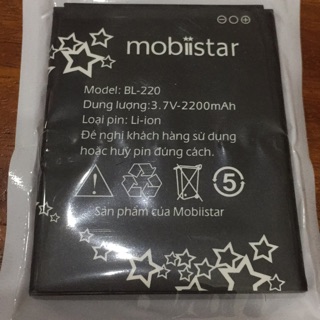 mobiistar
Model: BL-220
Dung lượng:3.7V-2200mAh
Loại pin: Li-ion
Đề nghị khách hàng sử dụng
hoặc huỷ pin đúng cách.
5
Sản phẩm của Mobiistar